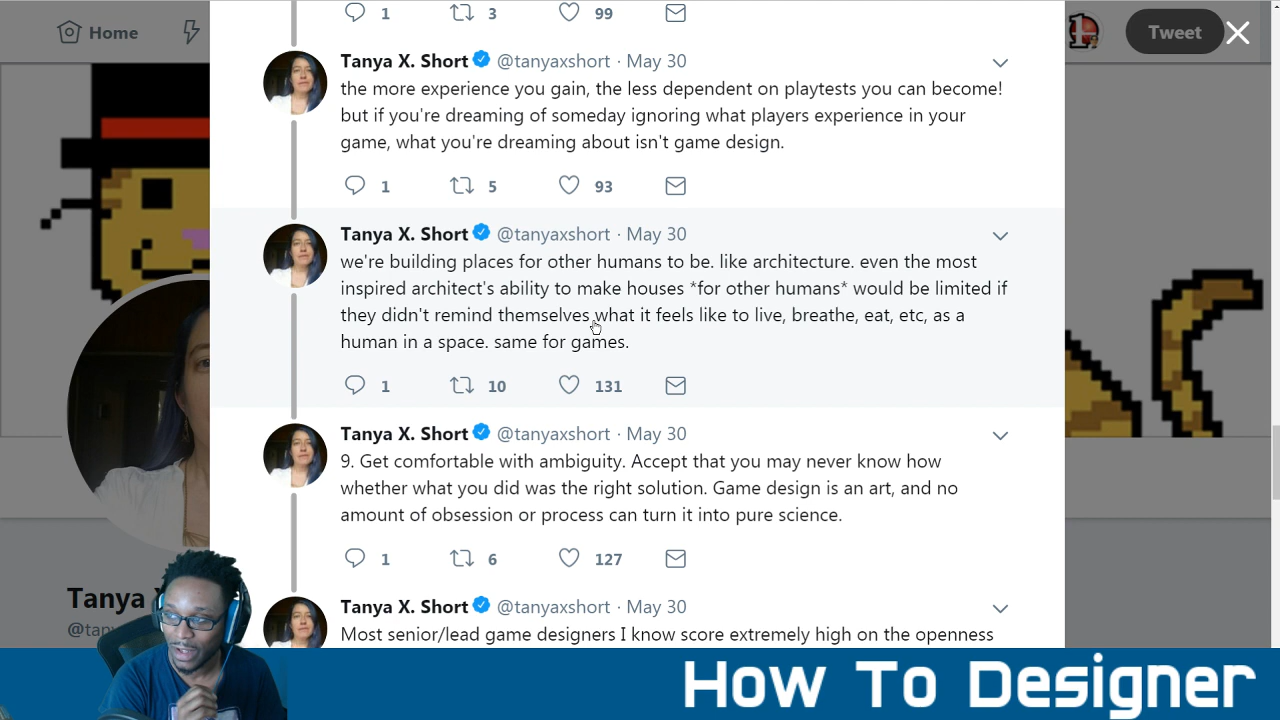 1 3 99
Home
Tweet
Tanya X. Short @tanyaxshort · May 30
the more experience you gain, the less dependent on playtests you can become!
but if you're dreaming of someday ignoring what players experience in your
game, what you're dreaming about isn't game design.
1 5 93
Tanya X. Short @tanyaxshort · May 30
we're building places for other humans to be. like architecture. even the most
inspired architect's ability to make houses *for other humans* would be limited if
they didn't remind themselves what it feels like to live, breathe, eat, etc, as a
human in a space. same for games.
1 10 131
Tanya X. Short @tanyaxshort · May 30
9. Get comfortable with ambiguity. Accept that you may never know how
whether what you did was the right solution. Game design is an art, and no
amount of obsession or process can turn it into pure science.
1 6 127
Tanya
@tany
Tanya X. Short @tanyaxshort · May 30
Most senior/lead game designers I know score extremely high on the openness
How To Designer